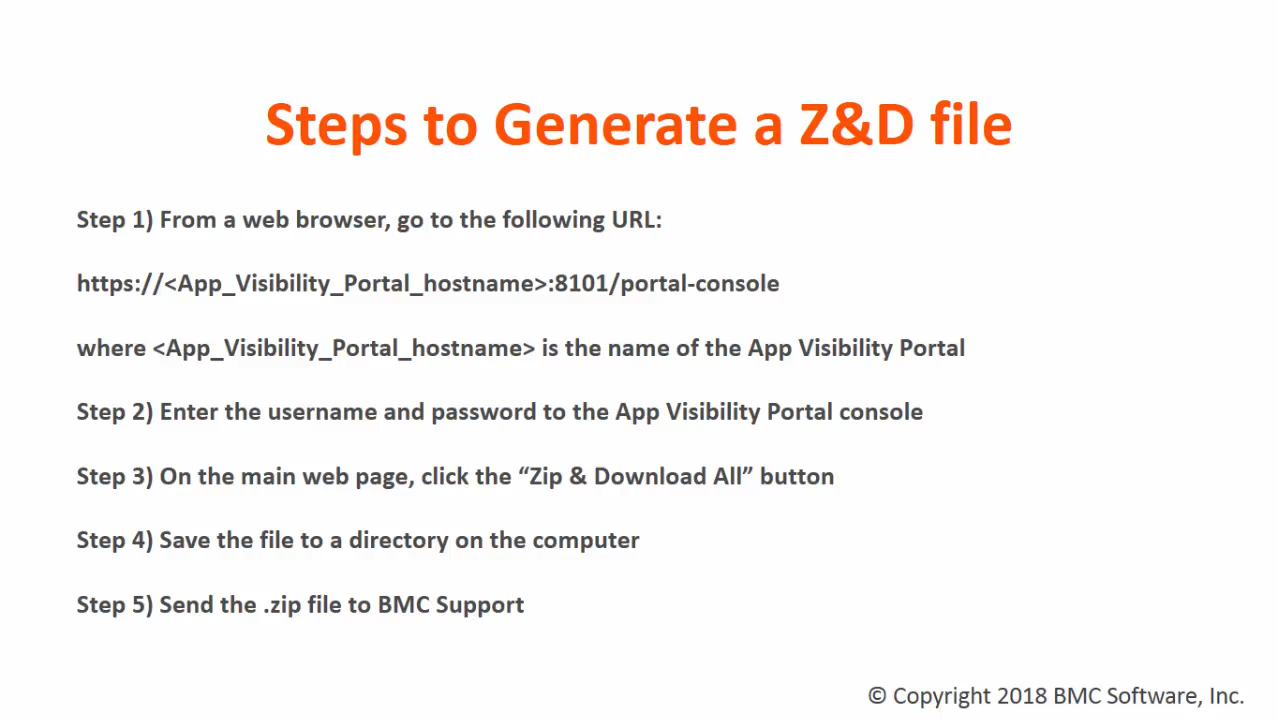 Steps to Generate a Z&D file
Step 1) From a web browser, go to the following URL:
https://<App_Visibility_Portal_hostname>:8101/portal-console
where <App_Visibility_Portal_hostname> is the name of the App Visibility Portal
Step 2) Enter the username and password to the App Visibility Portal console
Step 3) On the main web page, click the “Zip & Download All” button
Step 4) Save the file to a directory on the computer
Step 5) Send the .zip file to BMC Support
© Copyright 2018 BMC Software, Inc.